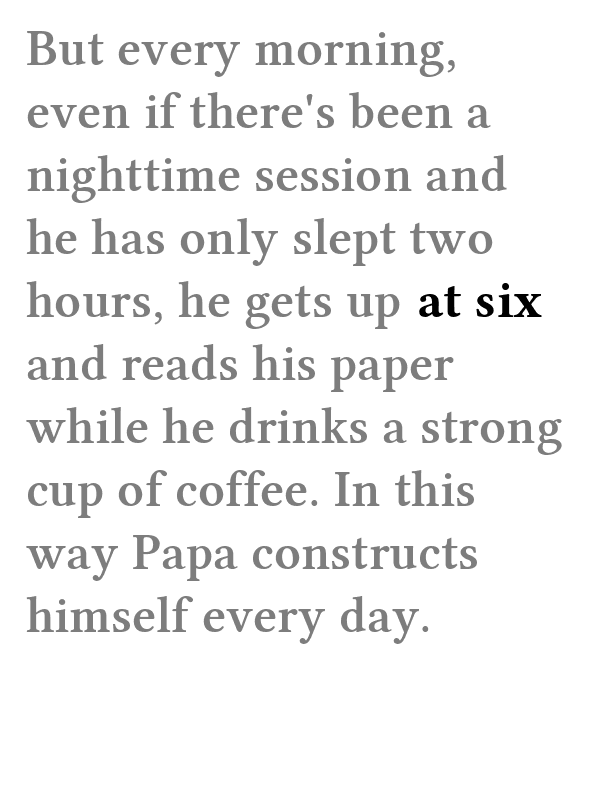 But every morning,
even if there's been a
nighttime session and
he has only slept two
hours, he gets up at six
and reads his paper
while he drinks a strong
cup of coffee. In this
way Papa constructs
himself every day.